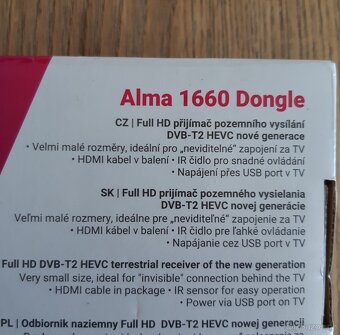 Alma 1660 Dongle
CZ | Full HD přijímač pozemního vysílání
DVB-T2 HEVC nové generace
• Velmi malé rozměry, ideální pro „neviditelné“ zapojení za TV
• HDMI kabel v balení • IR čidlo pro snadné ovládání
• Napájení přes USB port v TV
SK | Full HD prijímač pozemného vysielania
DVB-T2 HEVC novej generácie
Veľmi malé rozmery, ideálne pre „neviditeľné“ zapojenie za TV
• HDMI kábel v balení • IR čidlo pre ľahké ovládanie
• Napájanie cez USB port v TV
Full HD DVB-T2 HEVC terrestrial receiver of the new generation
Very small size, ideal for "invisible" connection behind the TV
• HDMI cable in package • IR sensor for easy operation
• Power via USB port on TV
PL | Odbiornik naziemny Full HD DVB-T2 HEVC nowej generacji